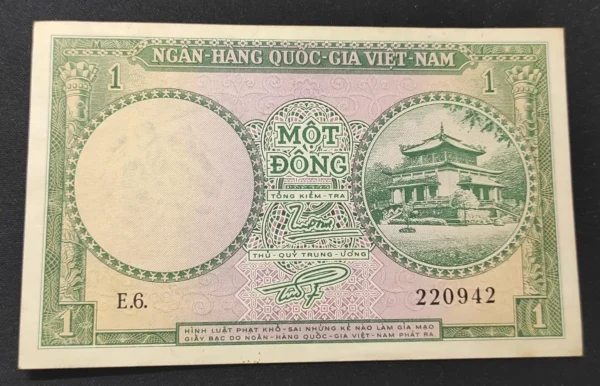 NGÂN-HÀNG QUỐC-GIA VIỆT-NAM
1 1
MỘT
ĐỒNG
TỔNG KIỂM-TRA
THỦ-QUỸ TRUNG-ƯƠNG
E.6. 220942
1 1
HÌNH LUẬT PHẠT KHỔ-SAI NHỮNG KẺ NÀO LÀM GIẢ MẠO
GIẤY BẠC DO NGÂN-HÀNG QUỐC-GIA VIỆT-NAM PHÁT RA